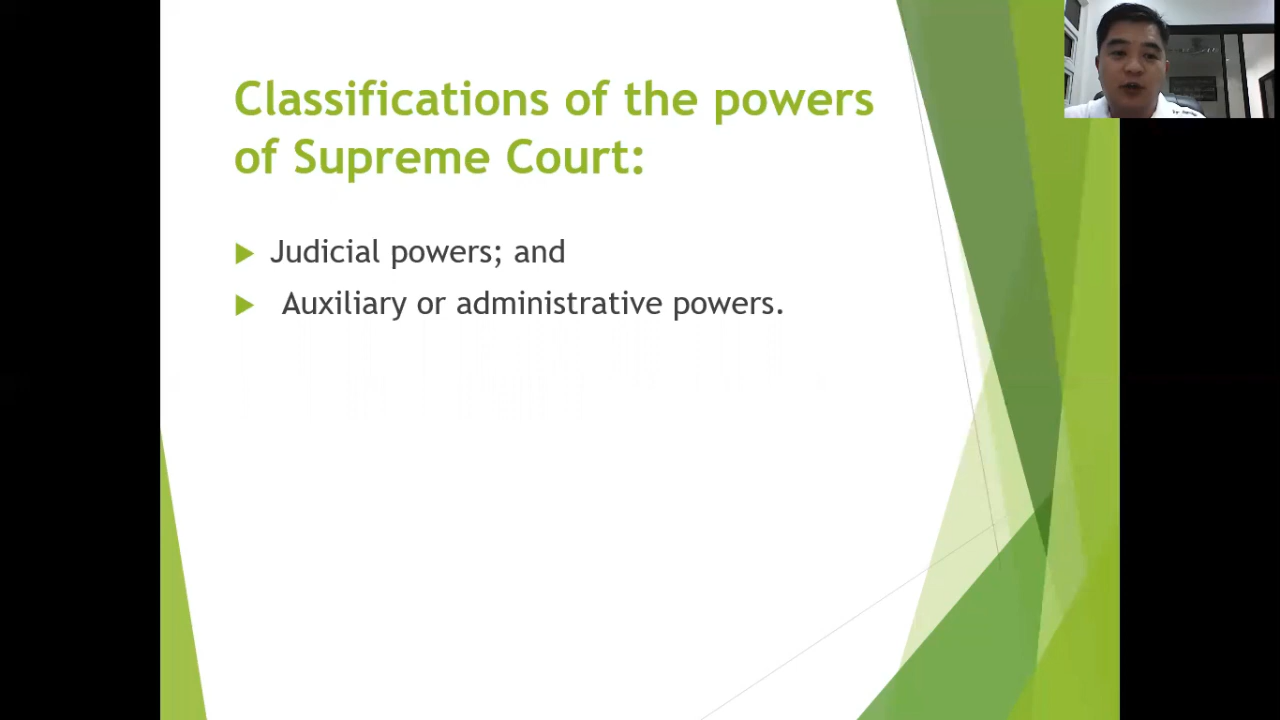 Classifications of the powers
of Supreme Court:
Judicial powers; and
Auxiliary or administrative powers.